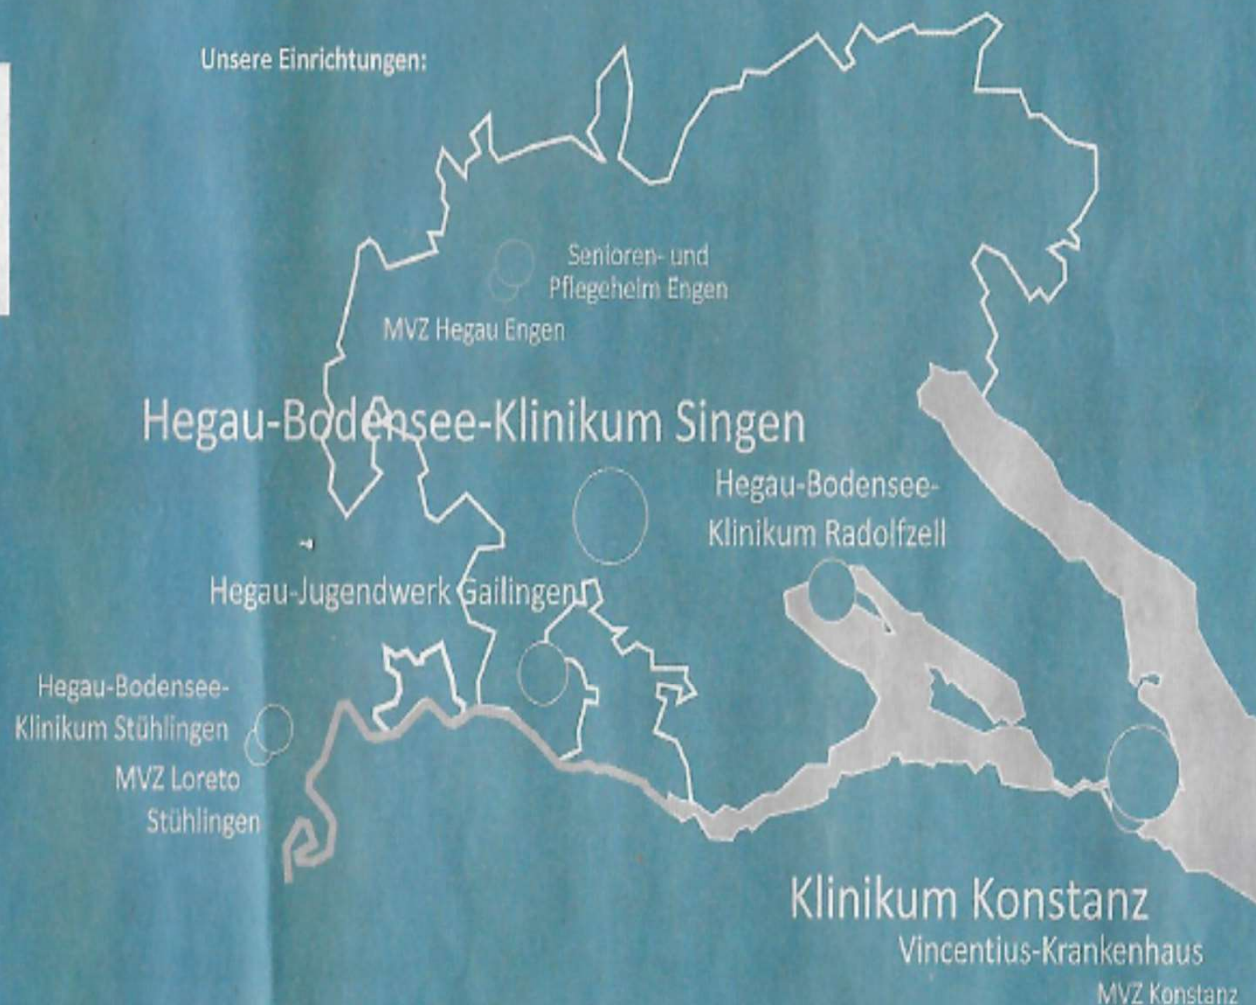 Unsere Einrichtungen:
Senioren- und
Pflegeheim Engen
MVZ Hegau Engen
Hegau-Bodensee-Klinikum Singen
Hegau-Bodensee-
Klinikum Radolfzell
Hegau-Jugendwerk Gailingen
Hegau-Bodensee-
Klinikum Stühlingen
MVZ Loreto
Stühlingen
Klinikum Konstanz
Vincentius-Krankenhaus
MVZ Konstanz